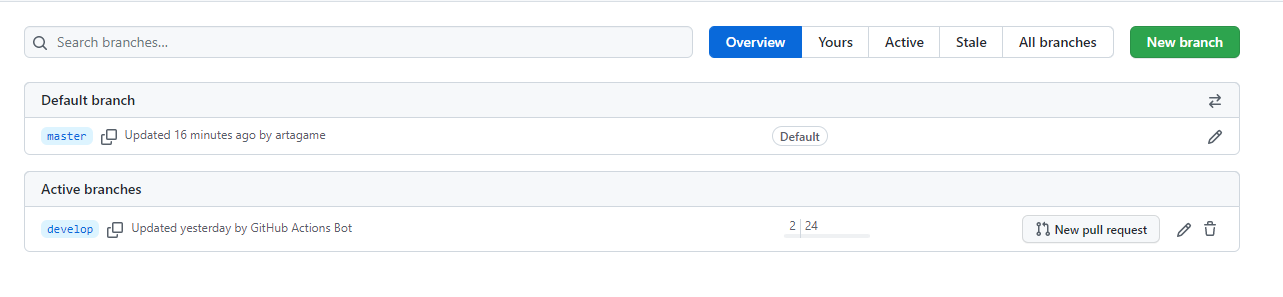 Search branches...
Overview Yours Active Stale All branches New branch
Default branch
master Updated 16 minutes ago by artagame Default
Active branches
develop Updated yesterday by GitHub Actions Bot 2 24 New pull request